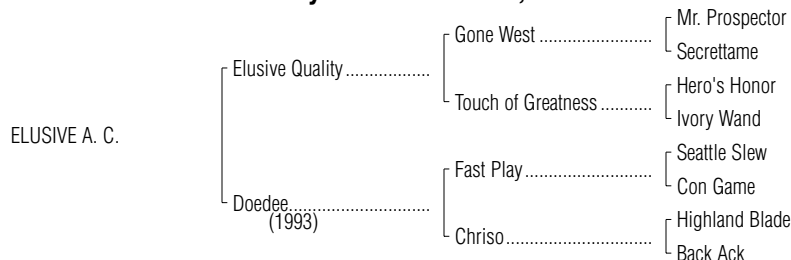 Mr. Prospector
Gone West
Secrettame
Elusive Quality
Hero's Honor
Touch of Greatness
Ivory Wand
ELUSIVE A. C.
Seattle Slew
Fast Play
Con Game
Doedee
(1993)
Highland Blade
Chriso
Back Ack